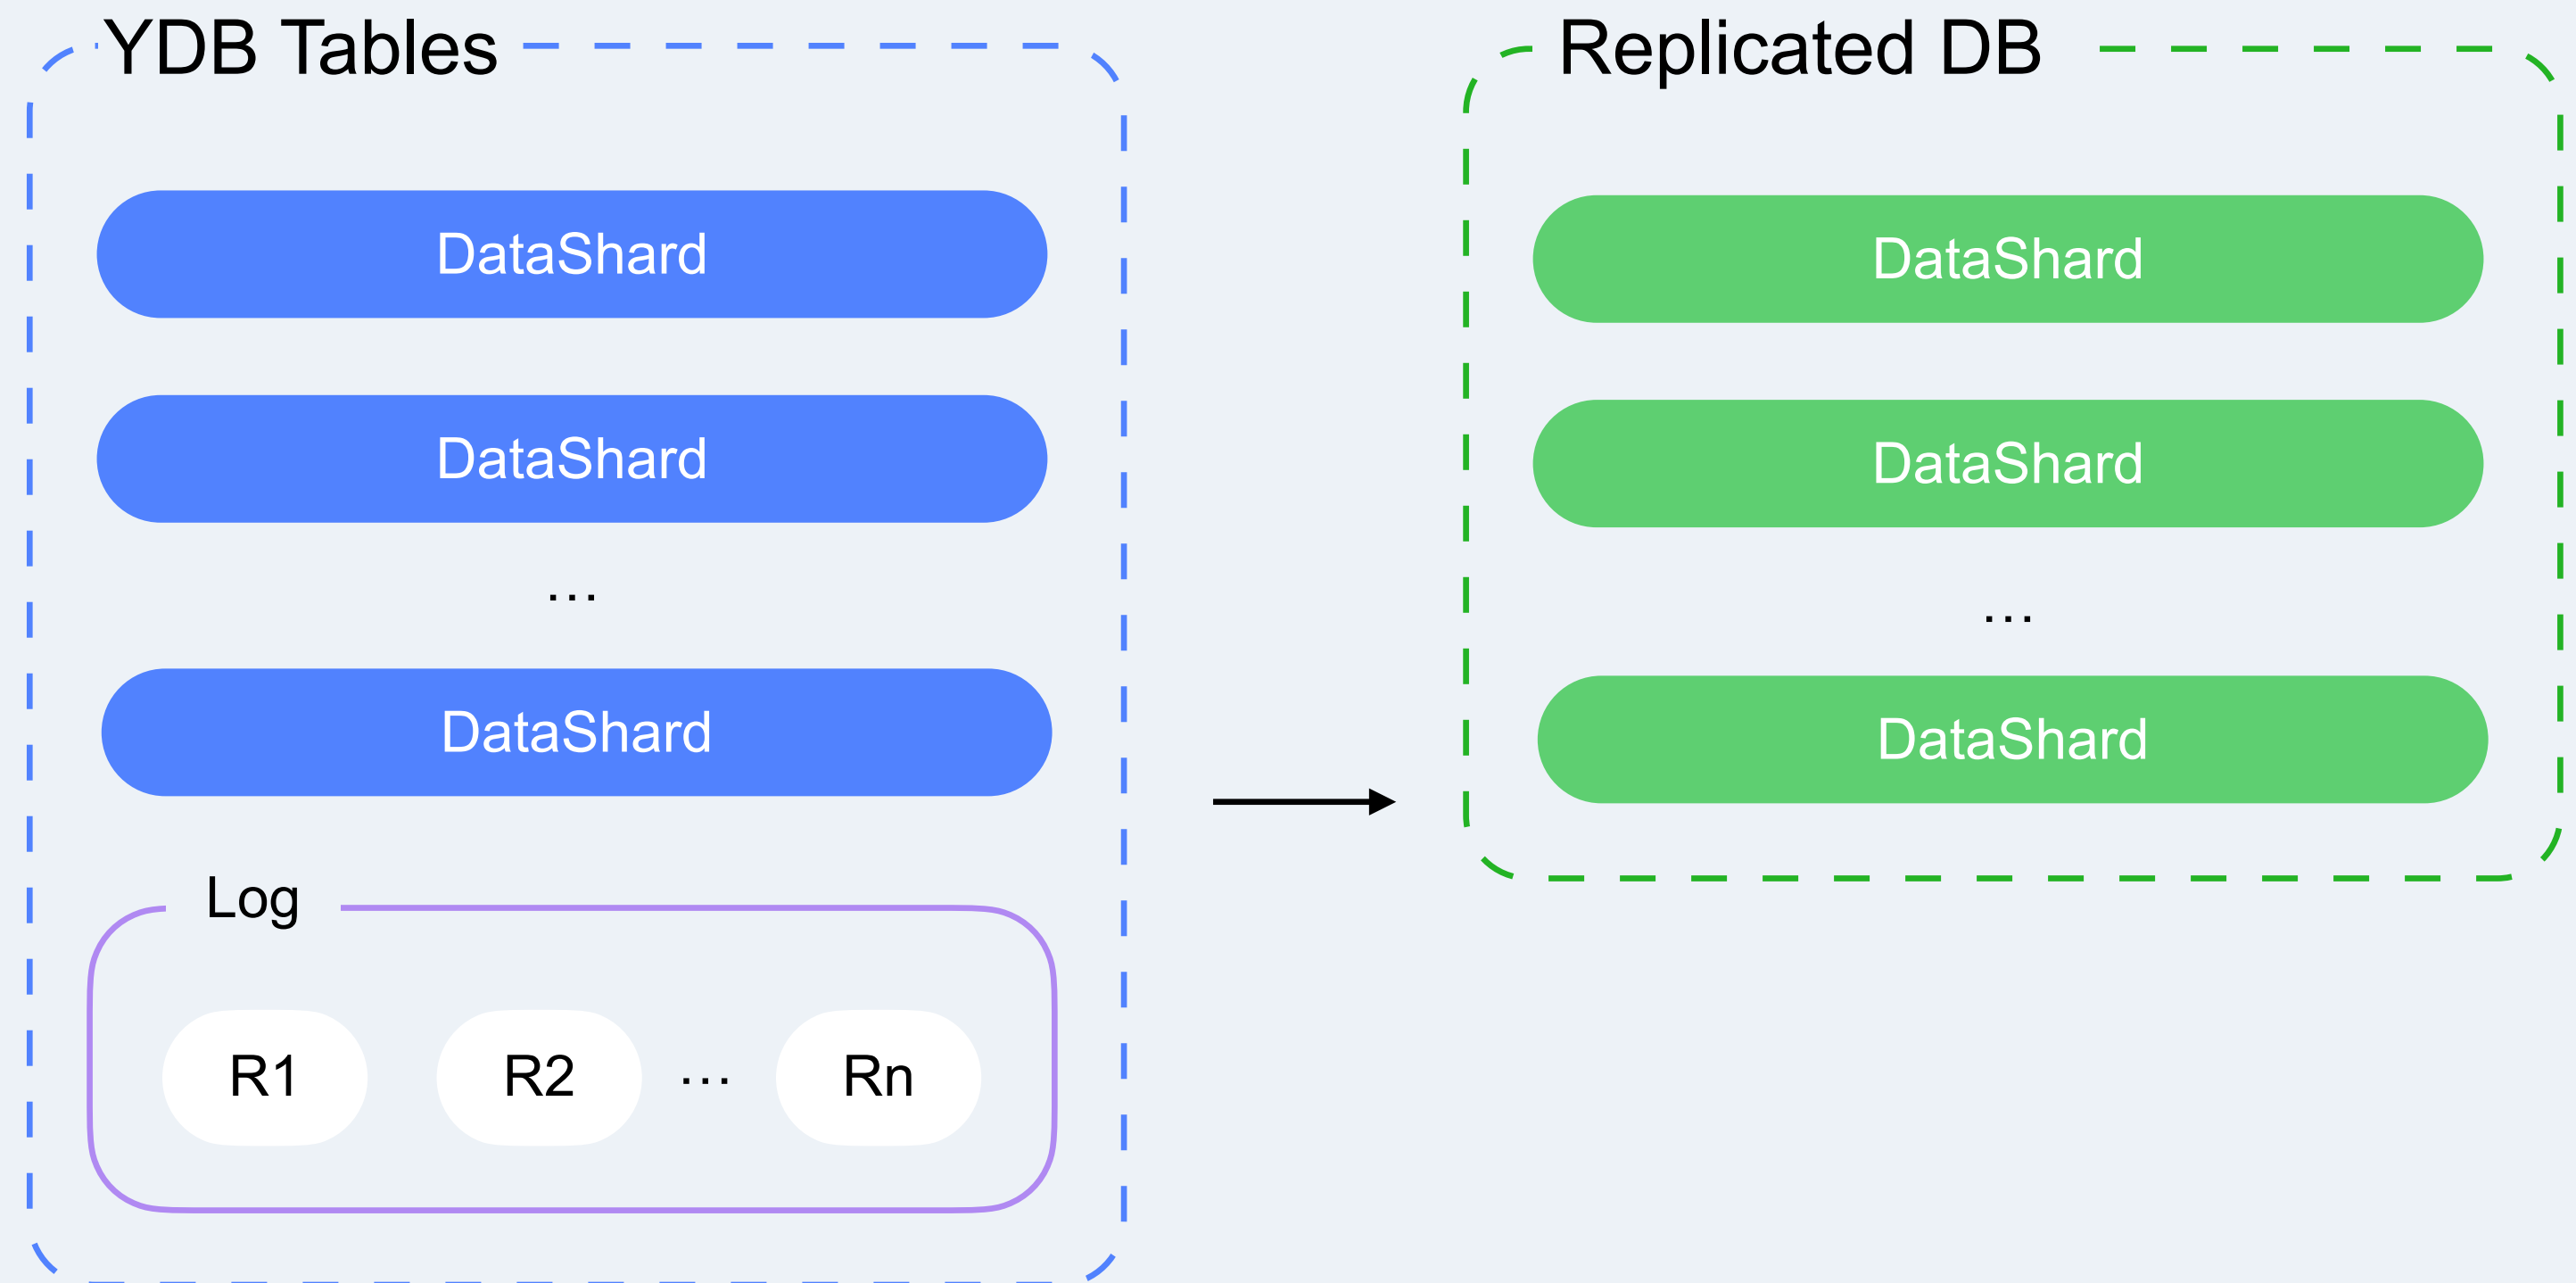 YDB Tables
DataShard
DataShard
...
DataShard
Log
R1 R2 ... Rn
Replicated DB
DataShard
DataShard
...
DataShard